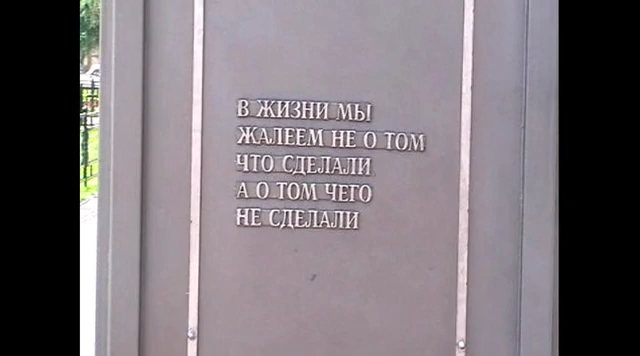 В ЖИЗНИ МЫ
ЖАЛЕЕМ НЕ О ТОМ
ЧТО СДЕЛАЛИ
А О ТОМ ЧЕГО
НЕ СДЕЛАЛИ